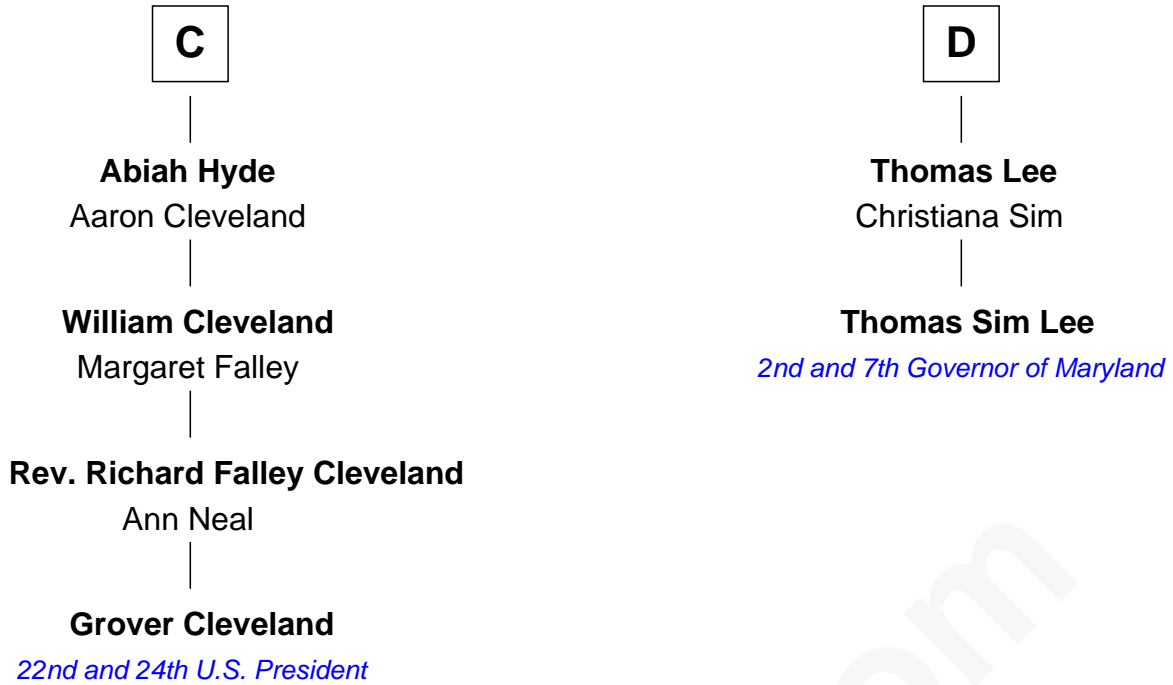 C
Abiah Hyde
Aaron Cleveland
William Cleveland
Margaret Falley
Rev. Richard Falley Cleveland
Ann Neal
Grover Cleveland
22nd and 24th U.S. President
D
Thomas Lee
Christiana Sim
Thomas Sim Lee
2nd and 7th Governor of Maryland
om